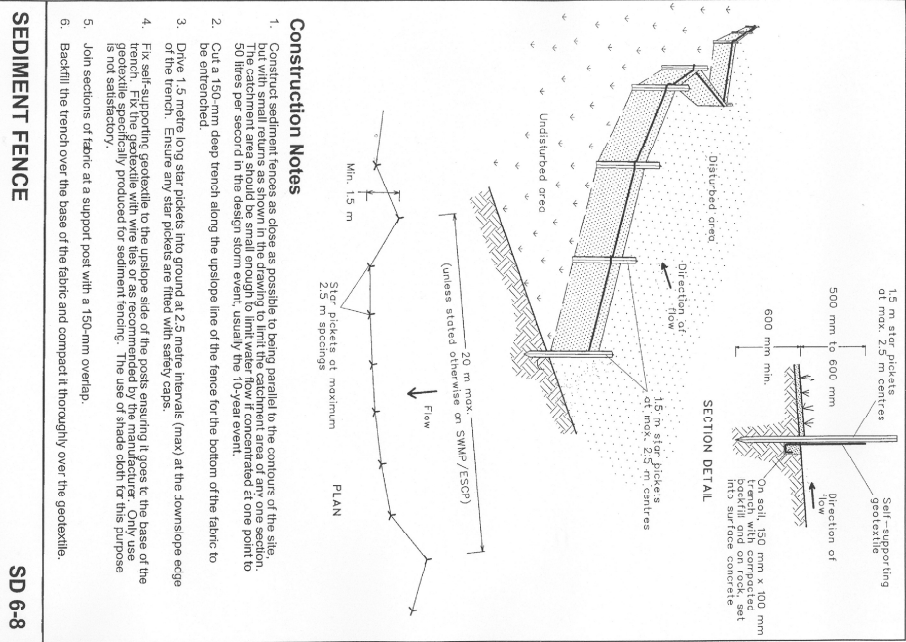 1.5 m star pickets
at max. 2.5 m centres
500 mm to 600 mm
600 mm min.
Self-supporting
geotextile
Direction of
flow
On soil, 150 mm x 100 mm
trench with compacted
backfill and on rock, set
into surface concrete
SECTION DETAIL
Disturbed area
Undisturbed area
Direction of
flow
1.5 m star pickets
at max. 2.5 m centres
20 m max.
(unless stated otherwise on SWMP/ESCP)
Flow
Min. 1.5 m
Star pickets at maximum
2.5 m spacings
PLAN
Construction Notes
1. Construct sediment fences as close as possible to being parallel to the contours of the site,
but with small returns as shown in the drawing to limit the catchment area of any one section.
The catchment area should be small enough to limit water flow if concentrated at one point to
50 litres per second in the design storm event, usually the 10-year event.
2. Cut a 150-mm deep trench along the upslope line of the fence for the bottom of the fabric to
be entrenched.
3. Drive 1.5 metre long star pickets into ground at 2.5 metre intervals (max) at the downslope edge
of the trench. Ensure any star pickets are fitted with safety caps.
4. Fix self-supporting geotextile to the upslope side of the posts ensuring it goes to the base of the
trench. Fix the geotextile with wire ties or as recommended by the manufacturer. Only use
geotextile specifically produced for sediment fencing. The use of shade cloth for this purpose
is not satisfactory.
5. Join sections of fabric at a support post with a 150-mm overlap.
6. Backfill the trench over the base of the fabric and compact it thoroughly over the geotextile.
SEDIMENT FENCE
SD 6-8